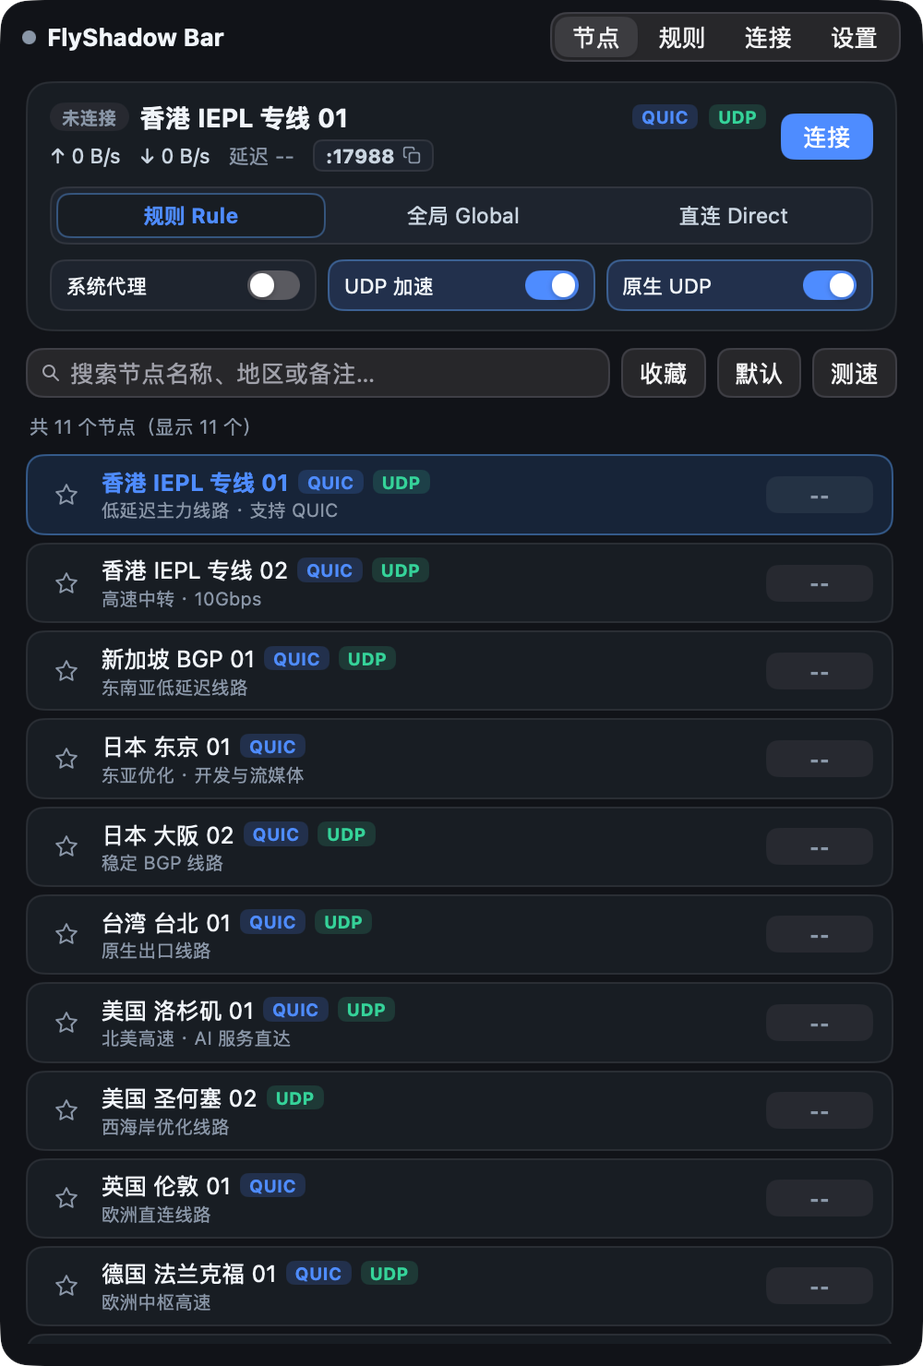 FlyShadow Bar 节点 规则 连接 设置
未连接 香港 IEPL 专线 01 QUIC UDP 连接
↑ 0 B/s ↓ 0 B/s 延迟 -- :17988
规则 Rule 全局 Global 直连 Direct
系统代理 UDP 加速 原生 UDP
搜索节点名称、地区或备注... 收藏 默认 测速
共 11 个节点（显示 11 个）
香港 IEPL 专线 01 QUIC UDP --
低延迟主力线路 · 支持 QUIC
香港 IEPL 专线 02 QUIC UDP --
高速中转 · 10Gbps
新加坡 BGP 01 QUIC UDP --
东南亚低延迟线路
日本 东京 01 QUIC --
东亚优化 · 开发与流媒体
日本 大阪 02 QUIC UDP --
稳定 BGP 线路
台湾 台北 01 QUIC UDP --
原生出口线路
美国 洛杉矶 01 QUIC UDP --
北美高速 · AI 服务直达
美国 圣何塞 02 UDP --
西海岸优化线路
英国 伦敦 01 QUIC --
欧洲直连线路
德国 法兰克福 01 QUIC UDP --
欧洲中枢高速